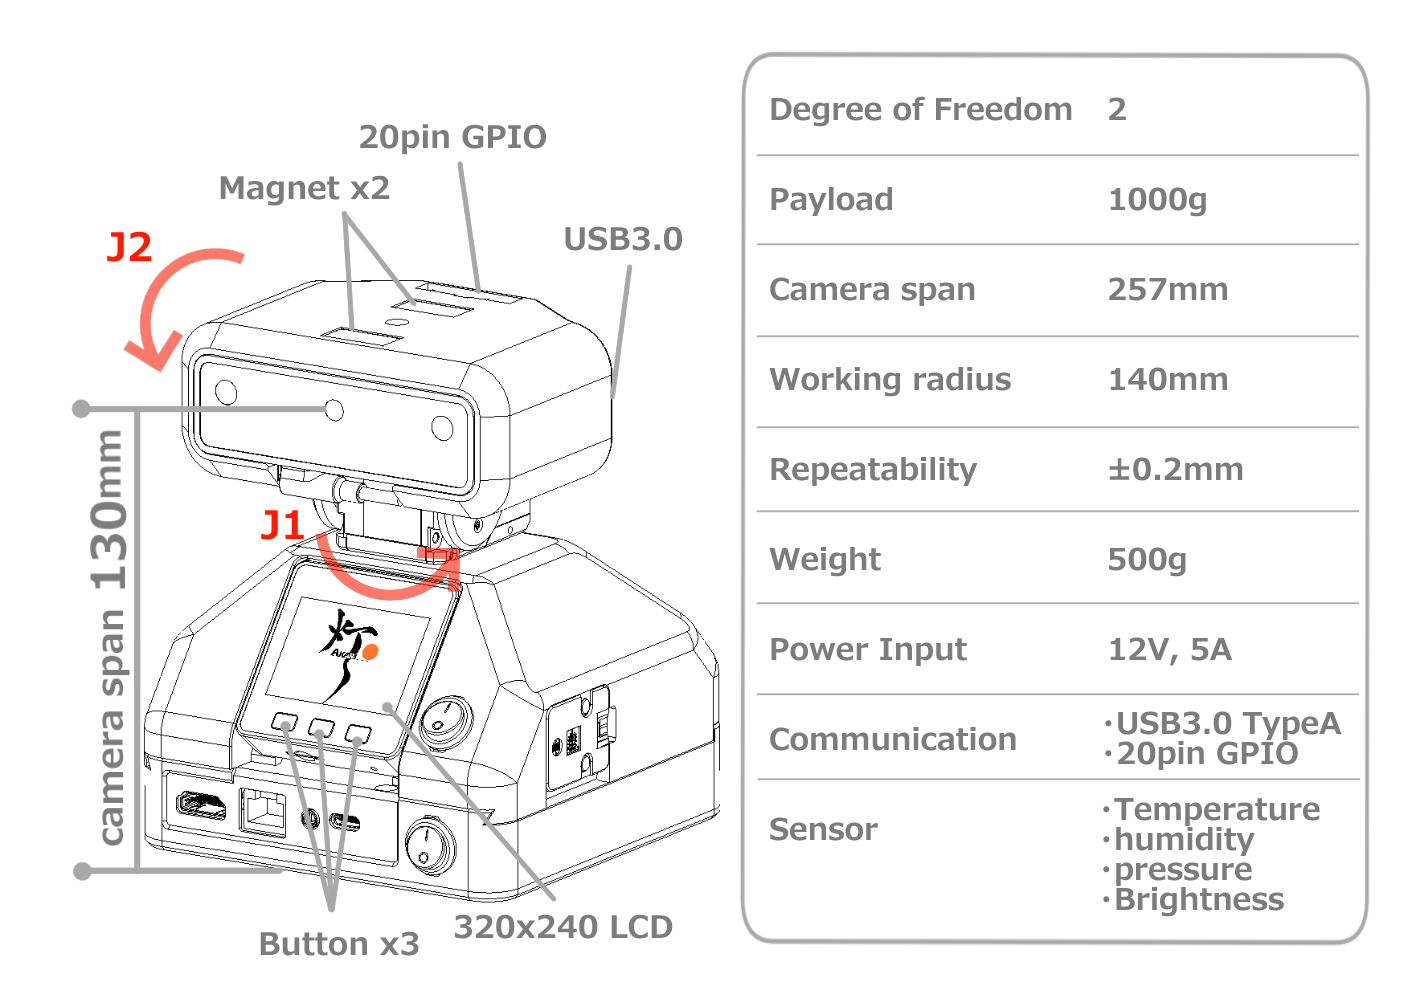 20pin GPIO
Magnet x2
USB3.0
J2
camera span 130mm
J1
灯
Button x3
320x240 LCD
Degree of Freedom 2
Payload 1000g
Camera span 257mm
Working radius 140mm
Repeatability ±0.2mm
Weight 500g
Power Input 12V, 5A
Communication
・USB3.0 TypeA
・20pin GPIO
Sensor
・Temperature
・humidity
・pressure
・Brightness